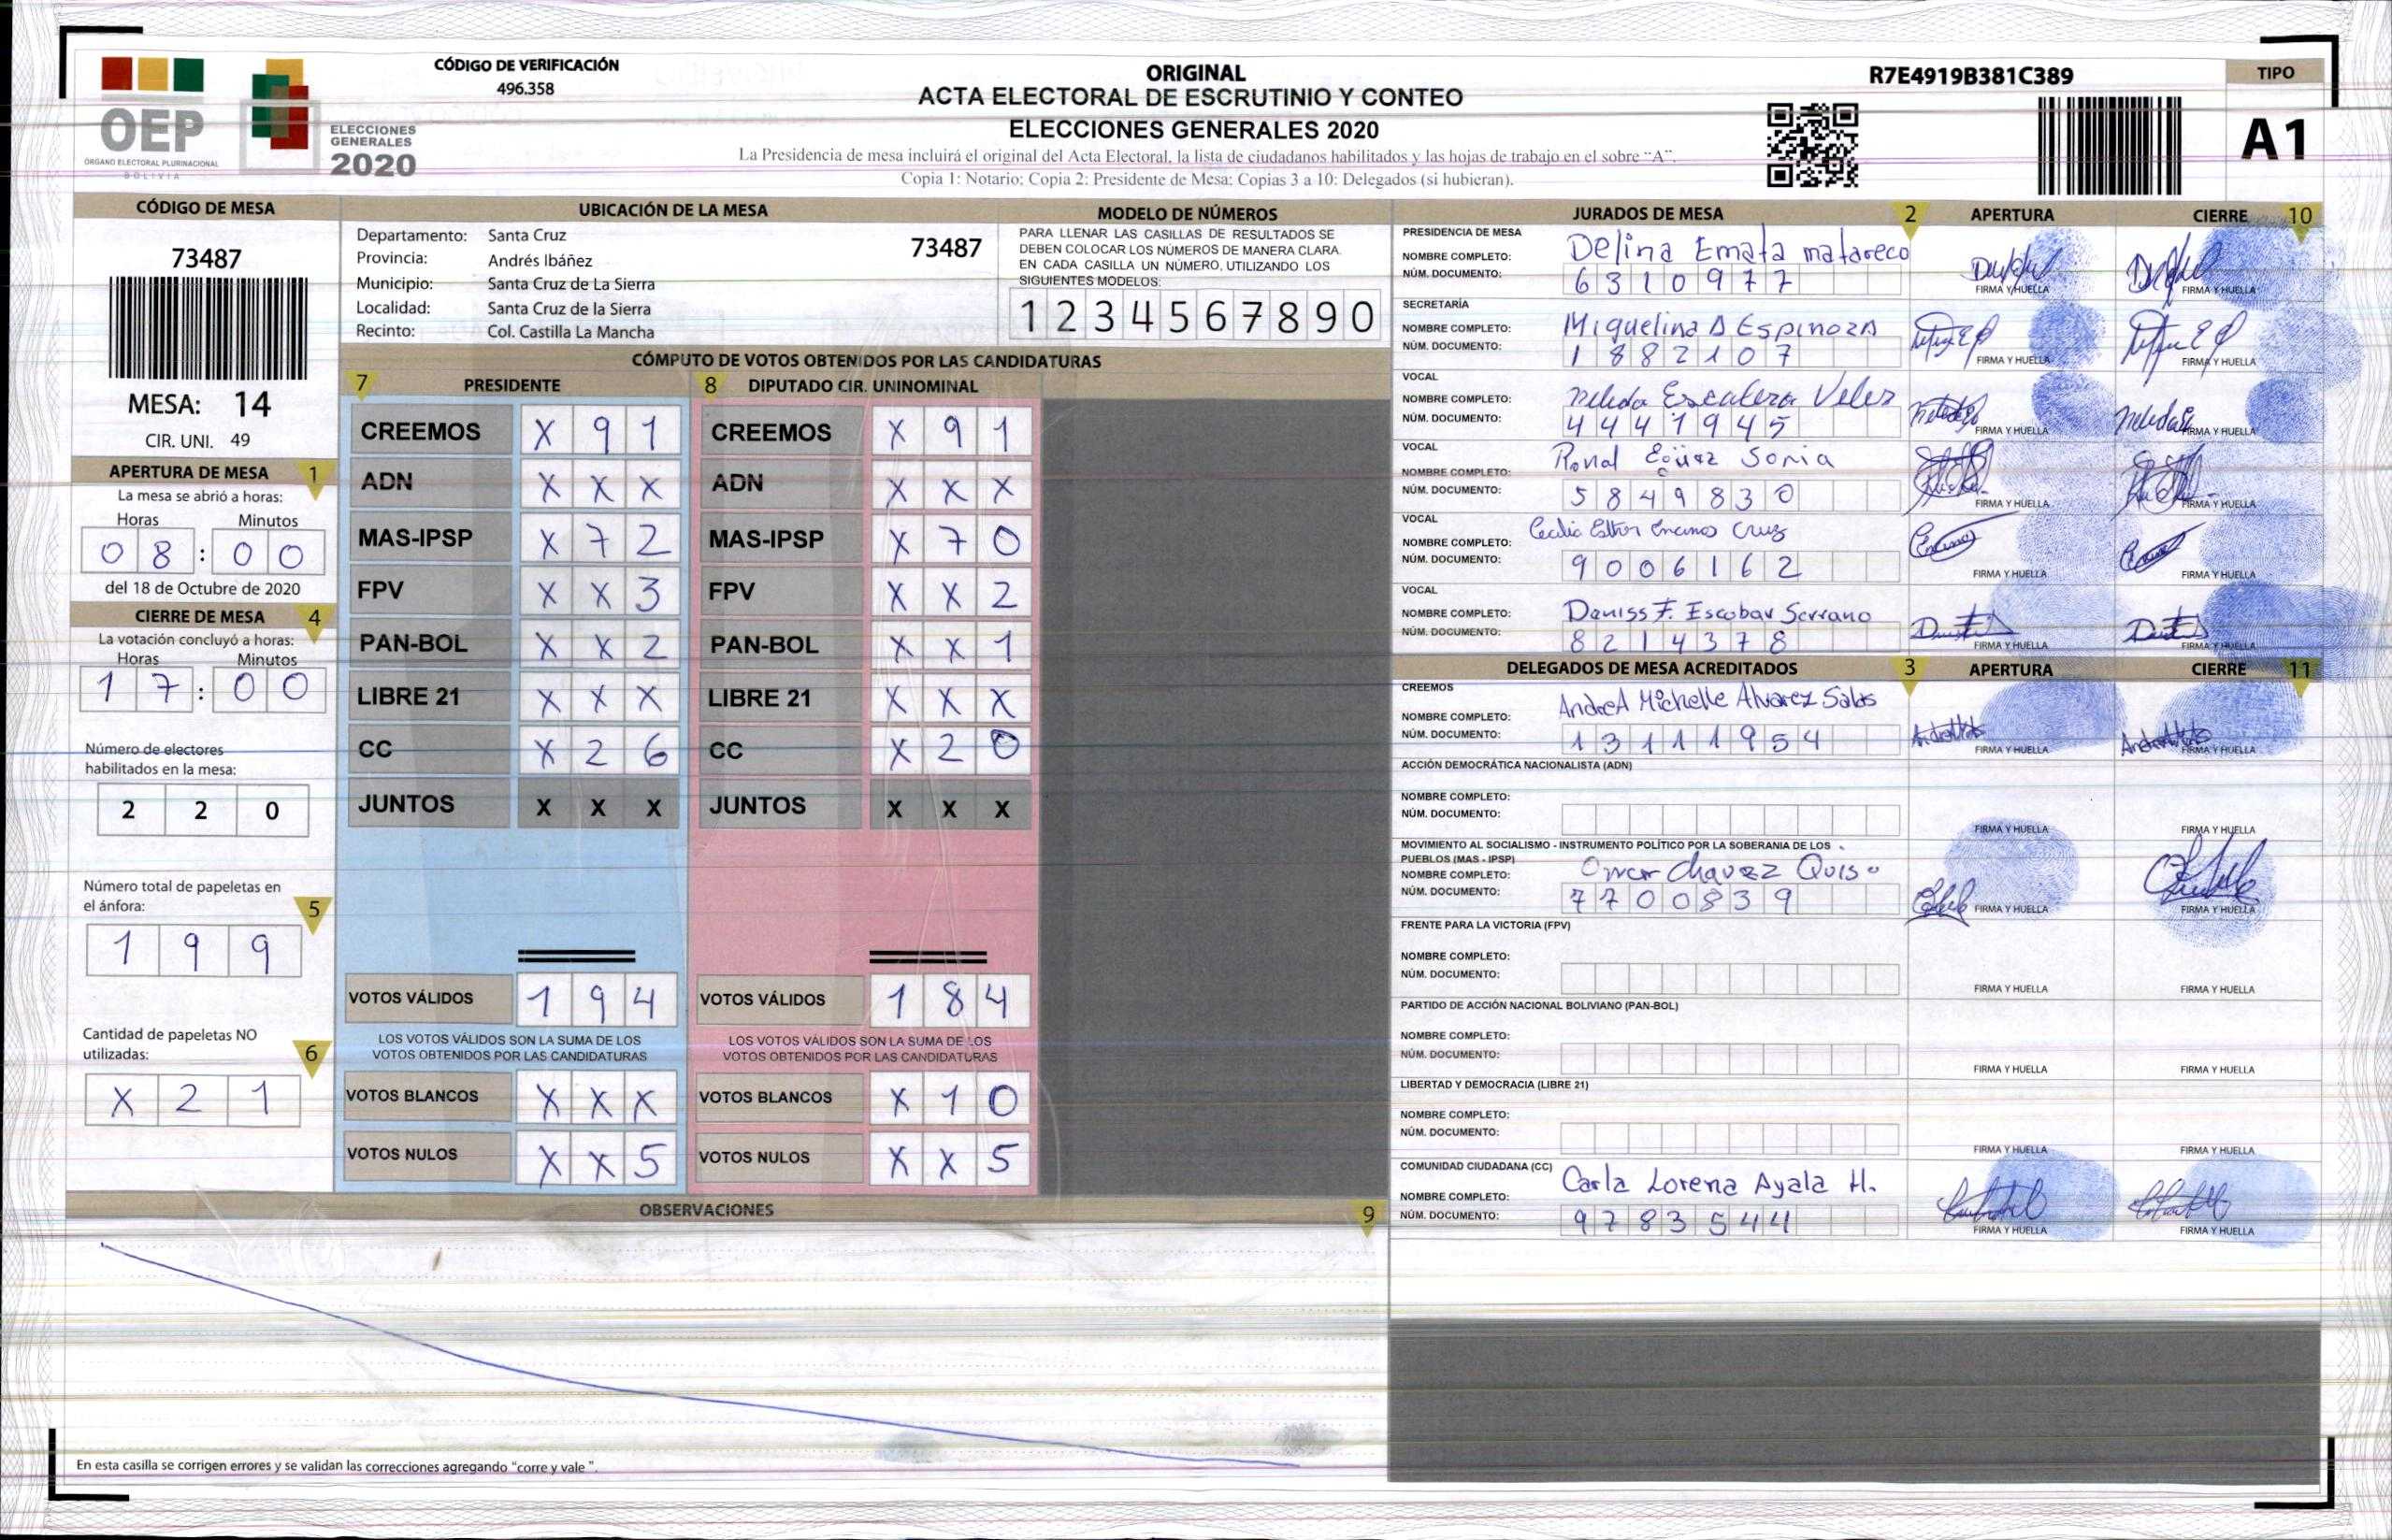 CÓDIGO DE VERIFICACIÓN
496.358
OEP
ÓRGANO ELECTORAL PLURINACIONAL
BOLIVIA
ELECCIONES
GENERALES
2020
ORIGINAL
ACTA ELECTORAL DE ESCRUTINIO Y CONTEO
ELECCIONES GENERALES 2020
La Presidencia de mesa incluirá el original del Acta Electoral, la lista de ciudadanos habilitados y las hojas de trabajo en el sobre "A".
Copia 1: Notario; Copia 2: Presidente de Mesa; Copias 3 a 10: Delegados (si hubieran).
R7E4919B381C389
TIPO
A1
CÓDIGO DE MESA
73487
MESA: 14
CIR. UNI. 49
APERTURA DE MESA 1
La mesa se abrió a horas:
Horas Minutos
08:00
del 18 de Octubre de 2020
CIERRE DE MESA 4
La votación concluyó a horas:
Horas Minutos
17:00
Número de electores
habilitados en la mesa:
2 2 0
Número total de papeletas en
el ánfora:
5
1 9 9
Cantidad de papeletas NO
utilizadas:
6
X 2 1
UBICACIÓN DE LA MESA
Departamento: Santa Cruz
73487
Provincia: Andrés Ibáñez
Municipio: Santa Cruz de La Sierra
Localidad: Santa Cruz de la Sierra
Recinto: Col. Castilla La Mancha
MODELO DE NÚMEROS
PARA LLENAR LAS CASILLAS DE RESULTADOS SE
DEBEN COLOCAR LOS NÚMEROS DE MANERA CLARA.
EN CADA CASILLA UN NÚMERO, UTILIZANDO LOS
SIGUIENTES MODELOS:
1 2 3 4 5 6 7 8 9 0
CÓMPUTO DE VOTOS OBTENIDOS POR LAS CANDIDATURAS
7 PRESIDENTE 8 DIPUTADO CIR. UNINOMINAL
CREEMOS X 9 1 CREEMOS X 9 1
ADN X X X ADN X X X
MAS-IPSP X 7 2 MAS-IPSP X 7 0
FPV X X 3 FPV X X 2
PAN-BOL X X 2 PAN-BOL X X 1
LIBRE 21 X X X LIBRE 21 X X X
CC X 2 6 CC X 2 0
JUNTOS X X X JUNTOS X X X
VOTOS VÁLIDOS 1 9 4 VOTOS VÁLIDOS 1 8 4
LOS VOTOS VÁLIDOS SON LA SUMA DE LOS
VOTOS OBTENIDOS POR LAS CANDIDATURAS
LOS VOTOS VÁLIDOS SON LA SUMA DE LOS
VOTOS OBTENIDOS POR LAS CANDIDATURAS
VOTOS BLANCOS X X X VOTOS BLANCOS X 1 0
VOTOS NULOS X X 5 VOTOS NULOS X X 5
OBSERVACIONES 9
En esta casilla se corrigen errores y se validan las correcciones agregando "corre y vale".
JURADOS DE MESA 2 APERTURA CIERRE 10
PRESIDENCIA DE MESA
NOMBRE COMPLETO: Delina Emata matareco
NÚM. DOCUMENTO: 6310977
FIRMA Y HUELLA FIRMA Y HUELLA
SECRETARÍA
NOMBRE COMPLETO: Miquelina A Espinoza
NÚM. DOCUMENTO: 1882107
FIRMA Y HUELLA FIRMA Y HUELLA
VOCAL
NOMBRE COMPLETO: Escalera Velez
NÚM. DOCUMENTO: 4441945
FIRMA Y HUELLA FIRMA Y HUELLA
VOCAL
NOMBRE COMPLETO: Ronal Egüez Sonia
NÚM. DOCUMENTO: 5849830
FIRMA Y HUELLA FIRMA Y HUELLA
VOCAL
NOMBRE COMPLETO: Cecilia Esther Cruz
NÚM. DOCUMENTO: 9006162
FIRMA Y HUELLA FIRMA Y HUELLA
VOCAL
NOMBRE COMPLETO: Daniss F. Escobar Serrano
NÚM. DOCUMENTO: 8214378
FIRMA Y HUELLA FIRMA Y HUELLA
DELEGADOS DE MESA ACREDITADOS 3 APERTURA CIERRE 11
CREEMOS
NOMBRE COMPLETO: AndreA Michelle Alvarez Salas
NÚM. DOCUMENTO: 13111954
FIRMA Y HUELLA FIRMA Y HUELLA
ACCIÓN DEMOCRÁTICA NACIONALISTA (ADN)
NOMBRE COMPLETO:
NÚM. DOCUMENTO:
FIRMA Y HUELLA FIRMA Y HUELLA
MOVIMIENTO AL SOCIALISMO - INSTRUMENTO POLÍTICO POR LA SOBERANIA DE LOS
PUEBLOS (MAS - IPSP)
NOMBRE COMPLETO: Omar Chavez Quiso
NÚM. DOCUMENTO: 7700839
FIRMA Y HUELLA FIRMA Y HUELLA
FRENTE PARA LA VICTORIA (FPV)
NOMBRE COMPLETO:
NÚM. DOCUMENTO:
FIRMA Y HUELLA FIRMA Y HUELLA
PARTIDO DE ACCIÓN NACIONAL BOLIVIANO (PAN-BOL)
NOMBRE COMPLETO:
NÚM. DOCUMENTO:
FIRMA Y HUELLA FIRMA Y HUELLA
LIBERTAD Y DEMOCRACIA (LIBRE 21)
NOMBRE COMPLETO:
NÚM. DOCUMENTO:
FIRMA Y HUELLA FIRMA Y HUELLA
COMUNIDAD CIUDADANA (CC)
NOMBRE COMPLETO: Carla Lorena Ayala H.
NÚM. DOCUMENTO: 9783544
FIRMA Y HUELLA FIRMA Y HUELLA